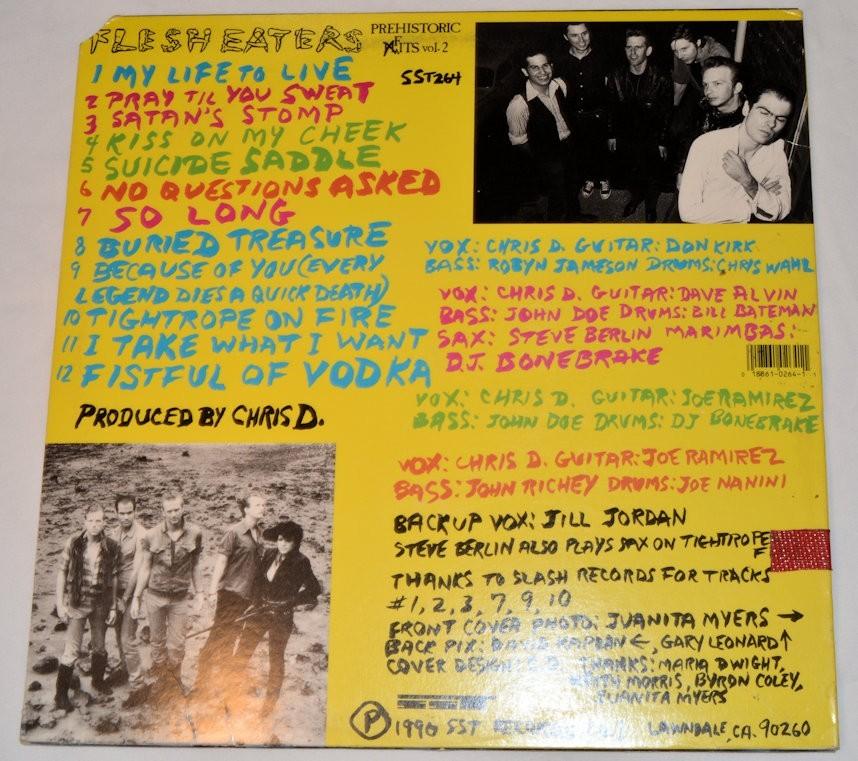 FLESH EATERS
PREHISTORIC
FITS vol. 2
SST264
1 MY LIFE TO LIVE
2 PRAY TIL YOU SWEAT
3 SATAN'S STOMP
4 KISS ON MY CHEEK
5 SUICIDE SADDLE
6 NO QUESTIONS ASKED
7 SO LONG
8 BURIED TREASURE
9 BECAUSE OF YOU (EVERY
LEGEND DIES A QUICK DEATH)
10 TIGHTROPE ON FIRE
11 I TAKE WHAT I WANT
12 FISTFUL OF VODKA
PRODUCED BY CHRIS D.
VOX: CHRIS D. GUITAR: DON KIRK
BASS: ROBYN JAMESON DRUMS: CHRIS WAHL
VOX: CHRIS D. GUITAR: DAVE ALVIN
BASS: JOHN DOE DRUMS: BILL BATEMAN
SAX: STEVE BERLIN MARIMBAS:
D.J. BONEBRAKE
0 18861-0264-1 1
VOX: CHRIS D. GUITAR: JOE RAMIREZ
BASS: JOHN DOE DRUMS: DJ BONEBRAKE
VOX: CHRIS D. GUITAR: JOE RAMIREZ
BASS: JOHN RICHEY DRUMS: JOE NANINI
BACKUP VOX: JILL JORDAN
STEVE BERLIN ALSO PLAYS SAX ON TIGHTROPE
F
THANKS TO SLASH RECORDS FOR TRACKS
#1, 2, 3, 7, 9, 10
FRONT COVER PHOTO: JUANITA MYERS →
BACK PIX: DAVID KAPLAN ←, GARY LEONARD ↑
COVER DESIGN: C.D. THANKS: MARIA DWIGHT,
KEITH MORRIS, BYRON COLEY,
JUANITA MYERS
Ⓟ 1990 SST RECORDS LAWNDALE, CA. 90260